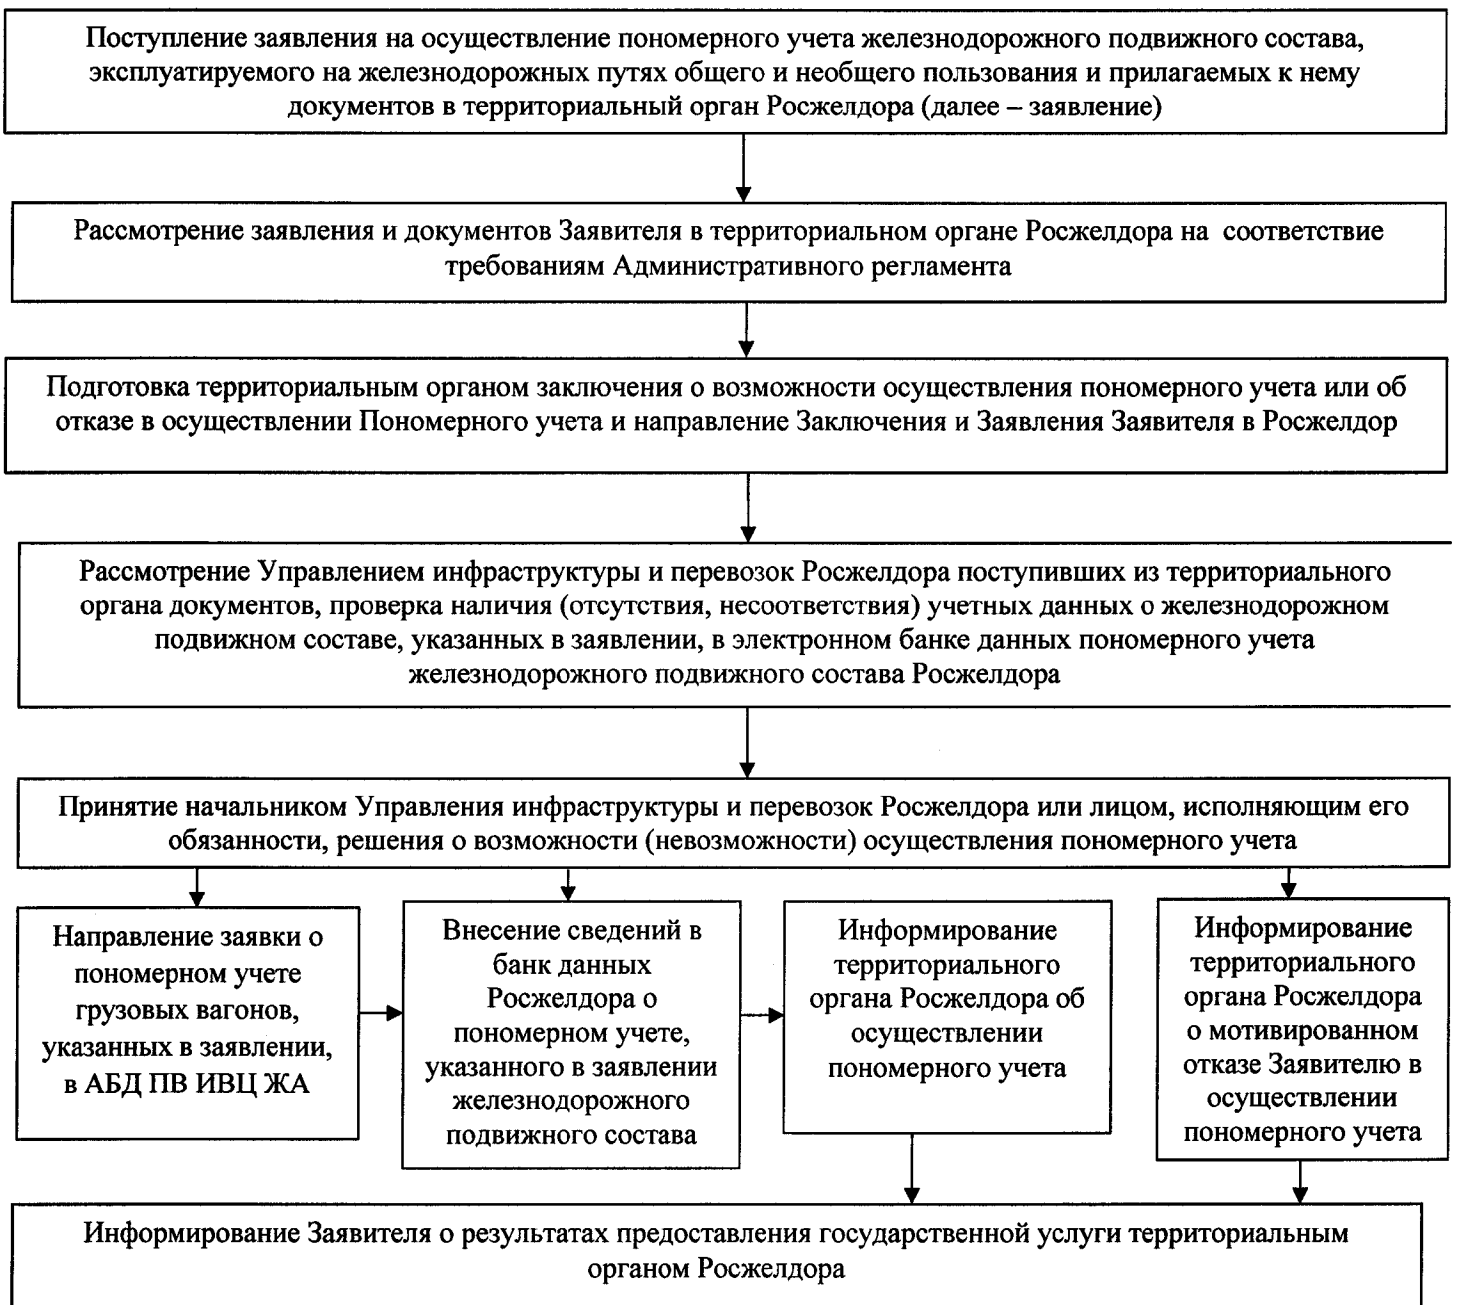 Поступление заявления на осуществление пономерного учета железнодорожного подвижного состава,
эксплуатируемого на железнодорожных путях общего и необщего пользования и прилагаемых к нему
документов в территориальный орган Росжелдора (далее – заявление)
Рассмотрение заявления и документов Заявителя в территориальном органе Росжелдора на соответствие
требованиям Административного регламента
Подготовка территориальным органом заключения о возможности осуществления пономерного учета или об
отказе в осуществлении Пономерного учета и направление Заключения и Заявления Заявителя в Росжелдор
Рассмотрение Управлением инфраструктуры и перевозок Росжелдора поступивших из территориального
органа документов, проверка наличия (отсутствия, несоответствия) учетных данных о железнодорожном
подвижном составе, указанных в заявлении, в электронном банке данных пономерного учета
железнодорожного подвижного состава Росжелдора
Принятие начальником Управления инфраструктуры и перевозок Росжелдора или лицом, исполняющим его
обязанности, решения о возможности (невозможности) осуществления пономерного учета
Направление заявки о
пономерном учете
грузовых вагонов,
указанных в заявлении,
в АБД ПВ ИВЦ ЖА
Внесение сведений в
банк данных
Росжелдора о
пономерном учете,
указанного в заявлении
железнодорожного
подвижного состава
Информирование
территориального
органа Росжелдора об
осуществлении
пономерного учета
Информирование
территориального
органа Росжелдора
о мотивированном
отказе Заявителю в
осуществлении
пономерного учета
Информирование Заявителя о результатах предоставления государственной услуги территориальным
органом Росжелдора